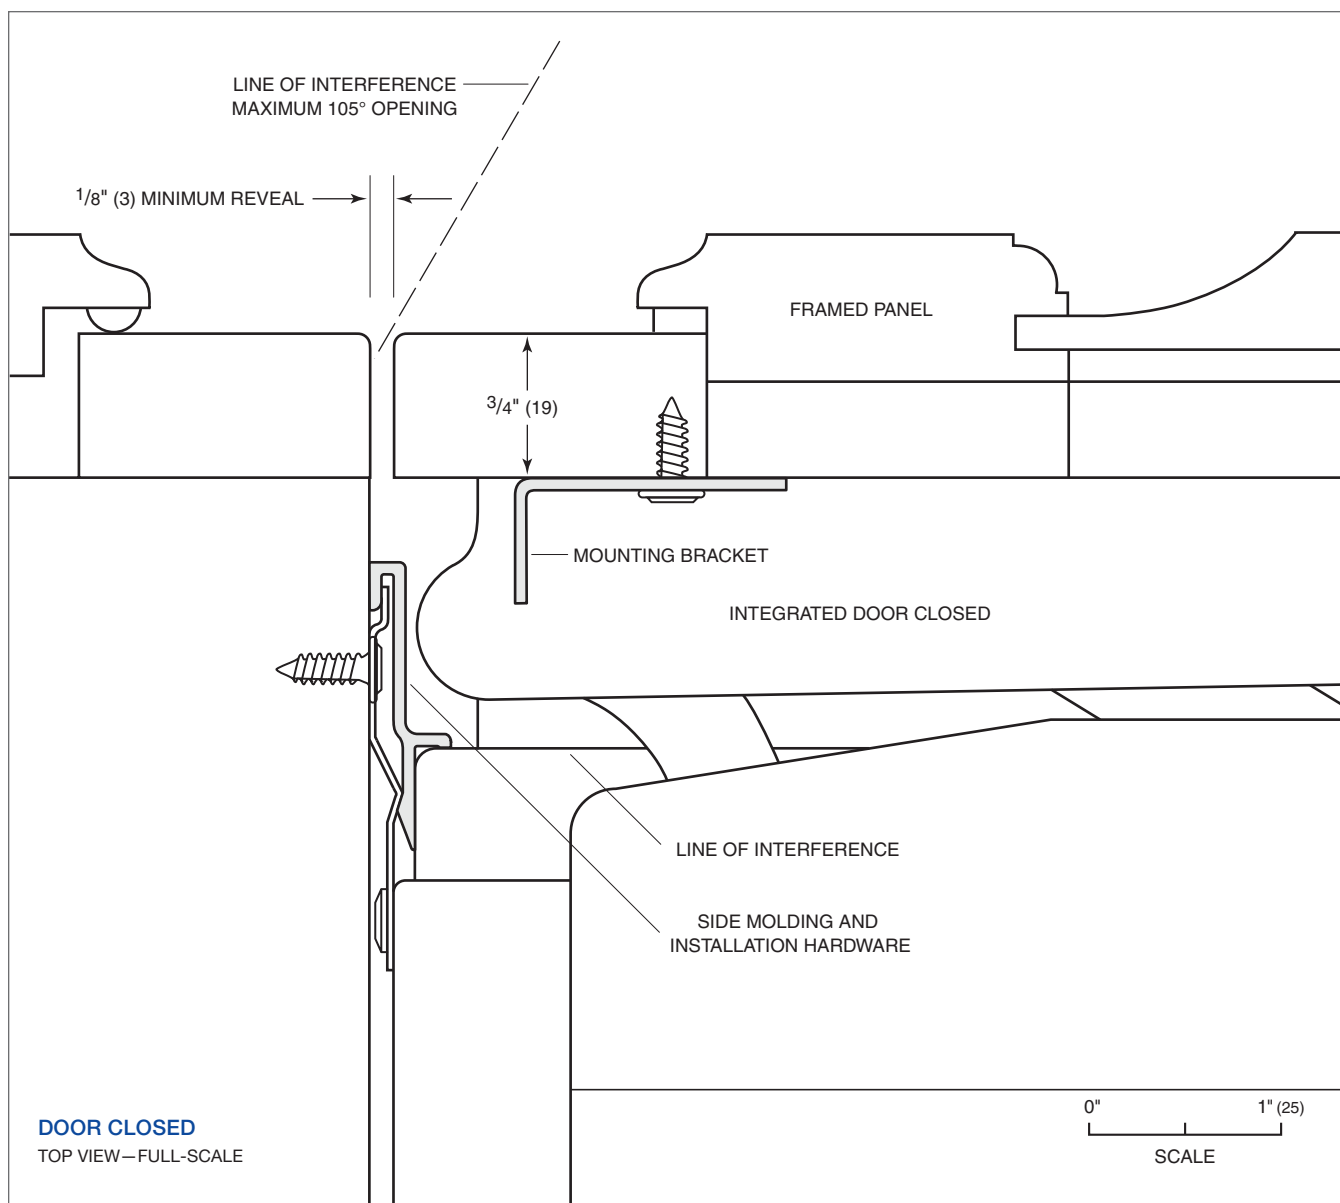 LINE OF INTERFERENCE
MAXIMUM 105° OPENING
1/8" (3) MINIMUM REVEAL
FRAMED PANEL
3/4" (19)
MOUNTING BRACKET
INTEGRATED DOOR CLOSED
LINE OF INTERFERENCE
SIDE MOLDING AND
INSTALLATION HARDWARE
0" 1" (25)
SCALE
DOOR CLOSED
TOP VIEW—FULL-SCALE